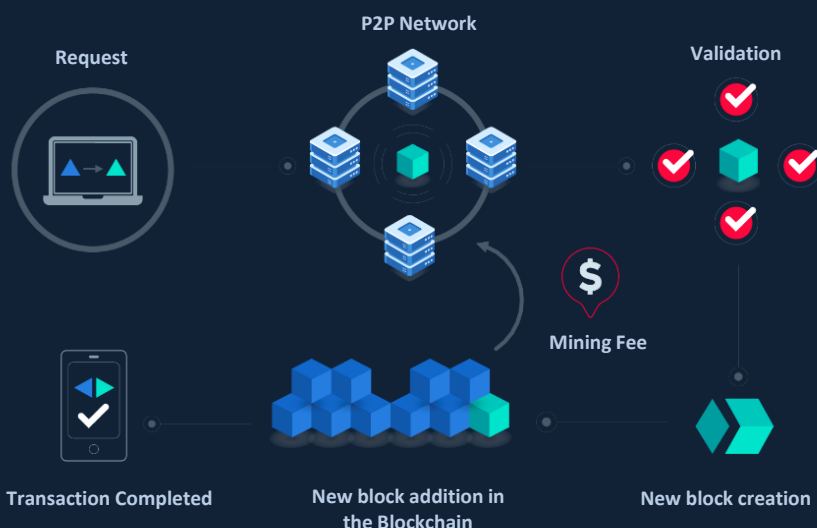 P2P Network
Request
Validation
$
Mining Fee
Transaction Completed
New block addition in
the Blockchain
New block creation